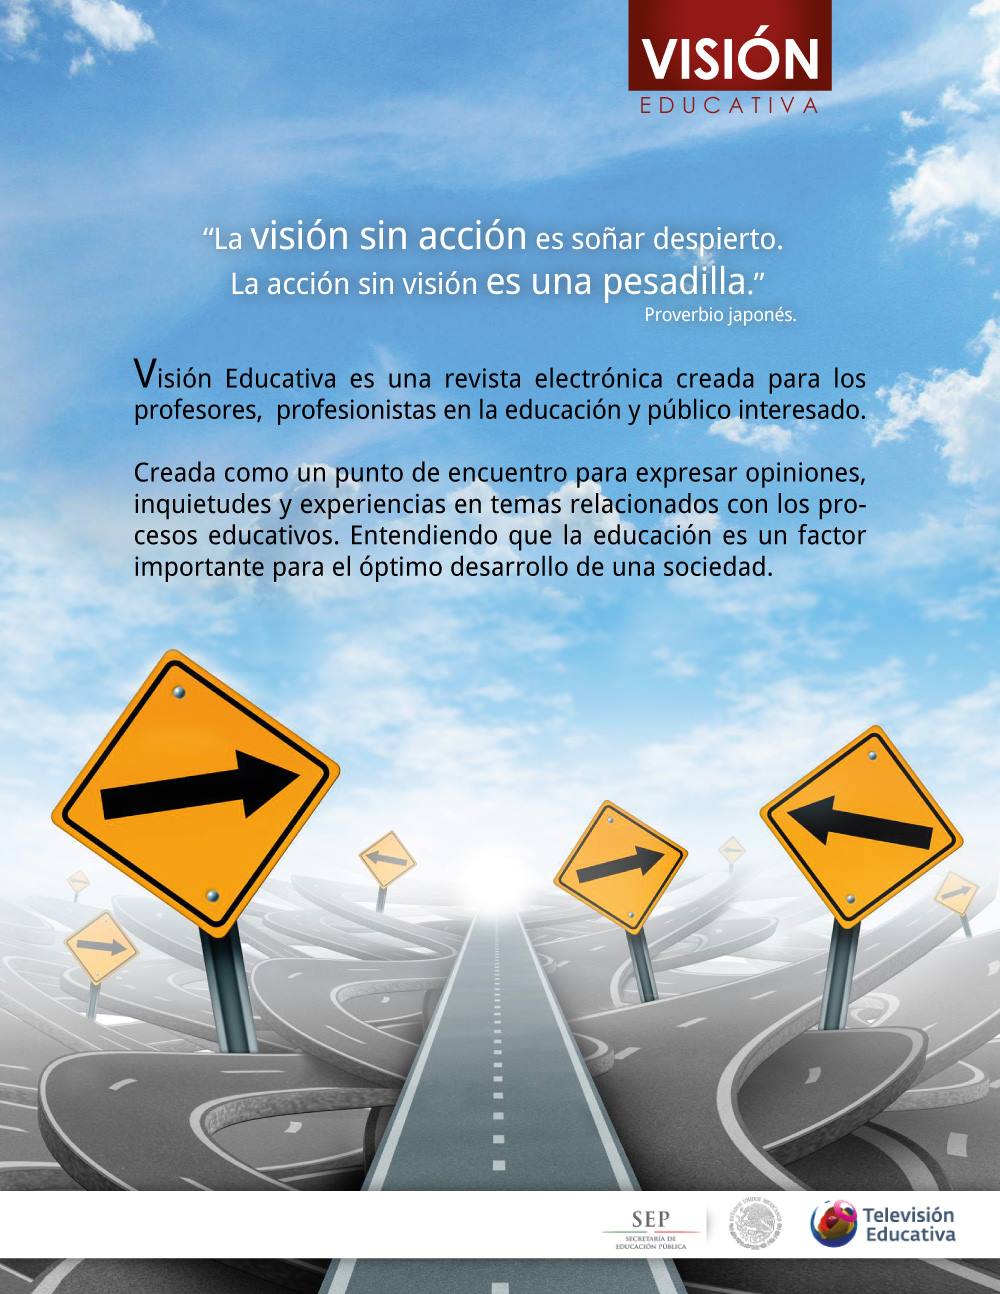 VISIÓN
EDUCATIVA
“La visión sin acción es soñar despierto.
La acción sin visión es una pesadilla.”
Proverbio japonés.
Visión Educativa es una revista electrónica creada para los
profesores, profesionistas en la educación y público interesado.
Creada como un punto de encuentro para expresar opiniones,
inquietudes y experiencias en temas relacionados con los pro-
cesos educativos. Entendiendo que la educación es un factor
importante para el óptimo desarrollo de una sociedad.
SEP
SECRETARÍA DE
EDUCACIÓN PÚBLICA
ESTADOS UNIDOS MEXICANOS
Televisión
Educativa